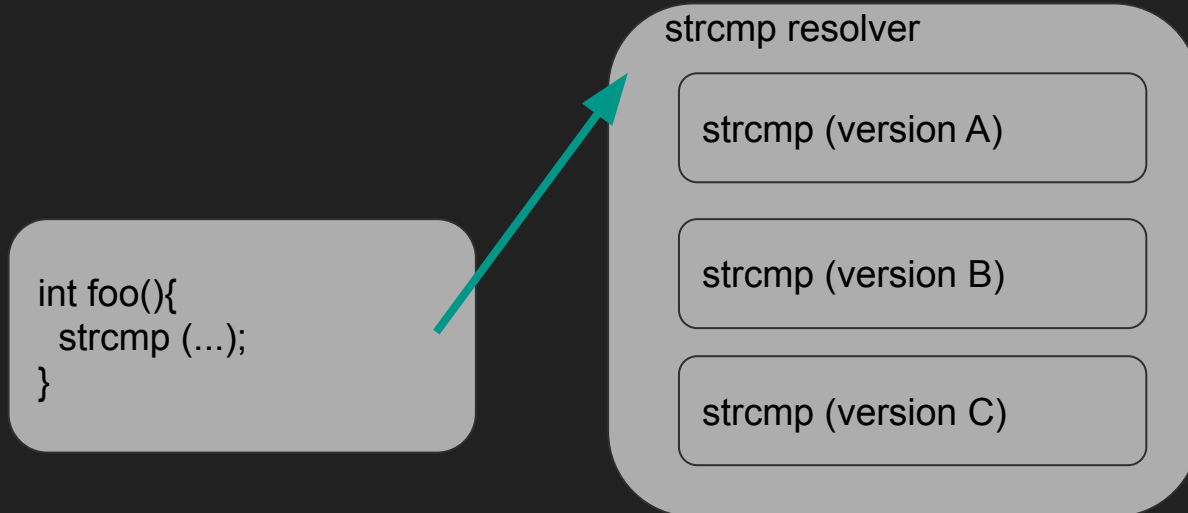 strcmp resolver
strcmp (version A)
strcmp (version B)
strcmp (version C)
int foo(){
  strcmp (...);
}